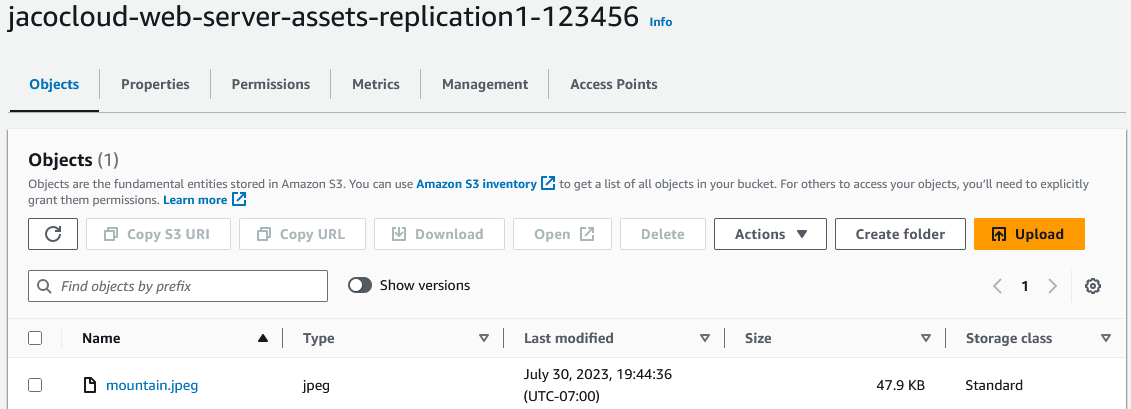 jacocloud-web-server-assets-replication1-123456 Info
Objects Properties Permissions Metrics Management Access Points
Objects (1)
Objects are the fundamental entities stored in Amazon S3. You can use Amazon S3 inventory to get a list of all objects in your bucket. For others to access your objects, you’ll need to explicitly
grant them permissions. Learn more
Copy S3 URI Copy URL Download Open Delete Actions Create folder Upload
Find objects by prefix Show versions 1
Name Type Last modified Size Storage class
mountain.jpeg jpeg July 30, 2023, 19:44:36 47.9 KB Standard
(UTC-07:00)